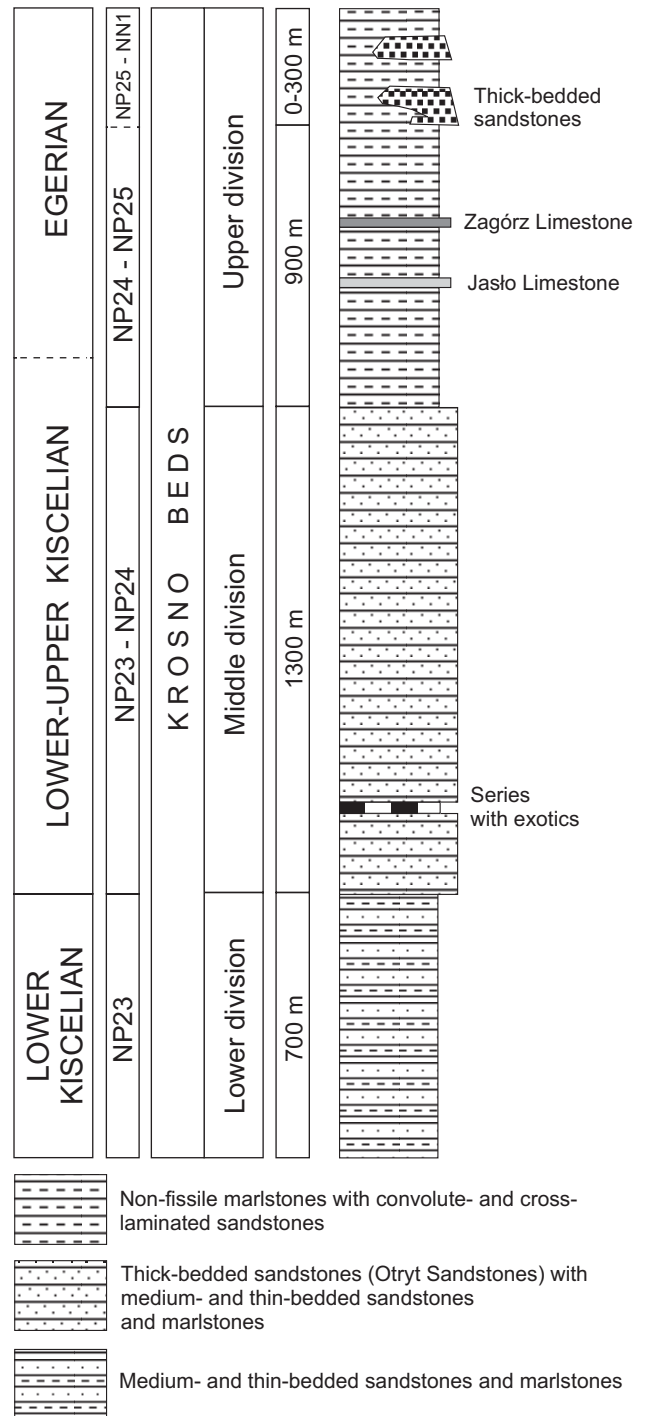 EGERIAN
LOWER-UPPER KISCELIAN
LOWER
KISCELIAN
NP25 - NN1
NP24 - NP25
NP23 - NP24
NP23
KROSNO BEDS
Upper division
Middle division
Lower division
0-300 m
900 m
1300 m
700 m
Thick-bedded
sandstones
Zagórz Limestone
Jasło Limestone
Series
with exotics
Non-fissile marlstones with convolute- and cross-
laminated sandstones
Thick-bedded sandstones (Otryt Sandstones) with
medium- and thin-bedded sandstones
and marlstones
Medium- and thin-bedded sandstones and marlstones